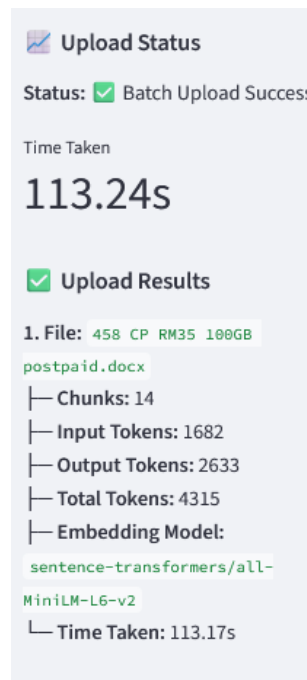 📈 Upload Status
Status: ✅ Batch Upload Success
Time Taken
113.24s
✅ Upload Results
1. File: 458 CP RM35 100GB
postpaid.docx
├─ Chunks: 14
├─ Input Tokens: 1682
├─ Output Tokens: 2633
├─ Total Tokens: 4315
├─ Embedding Model:
sentence-transformers/all-
MiniLM-L6-v2
└─ Time Taken: 113.17s